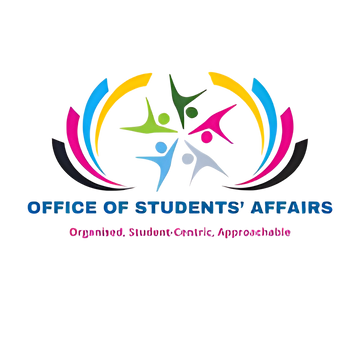 OFFICE OF STUDENTS' AFFAIRS
Organised, Student-Centric, Approachable